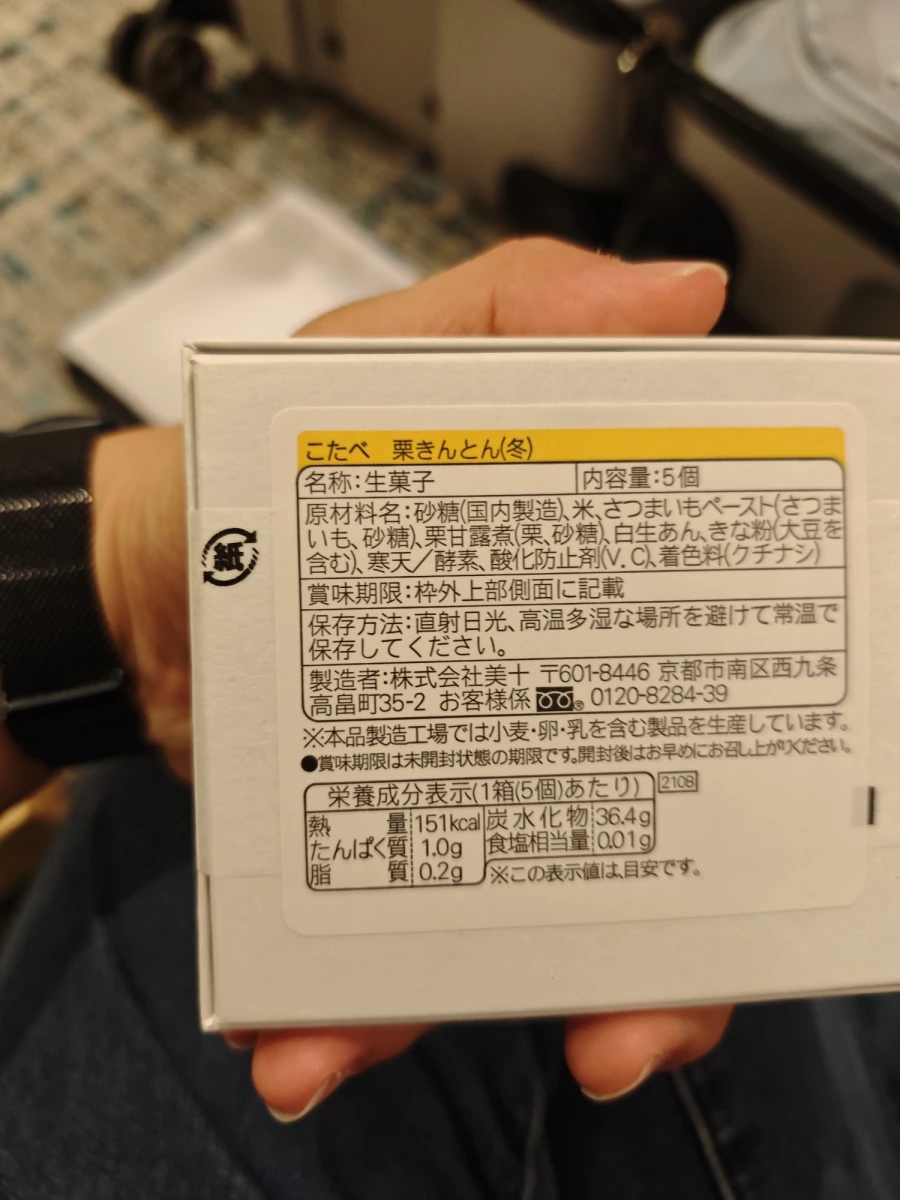 こたべ 栗きんとん(冬)
名称:生菓子 内容量:5個
原材料名:砂糖(国内製造)、米、さつまいもペースト(さつま
いも、砂糖)、栗甘露煮(栗、砂糖)、白生あん、きな粉(大豆を
含む)、寒天／酵素、酸化防止剤(V.C)、着色料(クチナシ)
賞味期限:枠外上部側面に記載
保存方法:直射日光、高温多湿な場所を避けて常温で
保存してください。
製造者:株式会社美十 〒601-8446 京都市南区西九条
高畠町35-2 お客様係 0120-8284-39
※本品製造工場では小麦・卵・乳を含む製品を生産しています。
●賞味期限は未開封状態の期限です。開封後はお早めにお召し上がりください。
栄養成分表示(1箱(5個)あたり) 2108
熱量 151kcal 炭水化物 36.4g
たんぱく質 1.0g 食塩相当量 0.01g
脂質 0.2g ※この表示値は、目安です。
紙